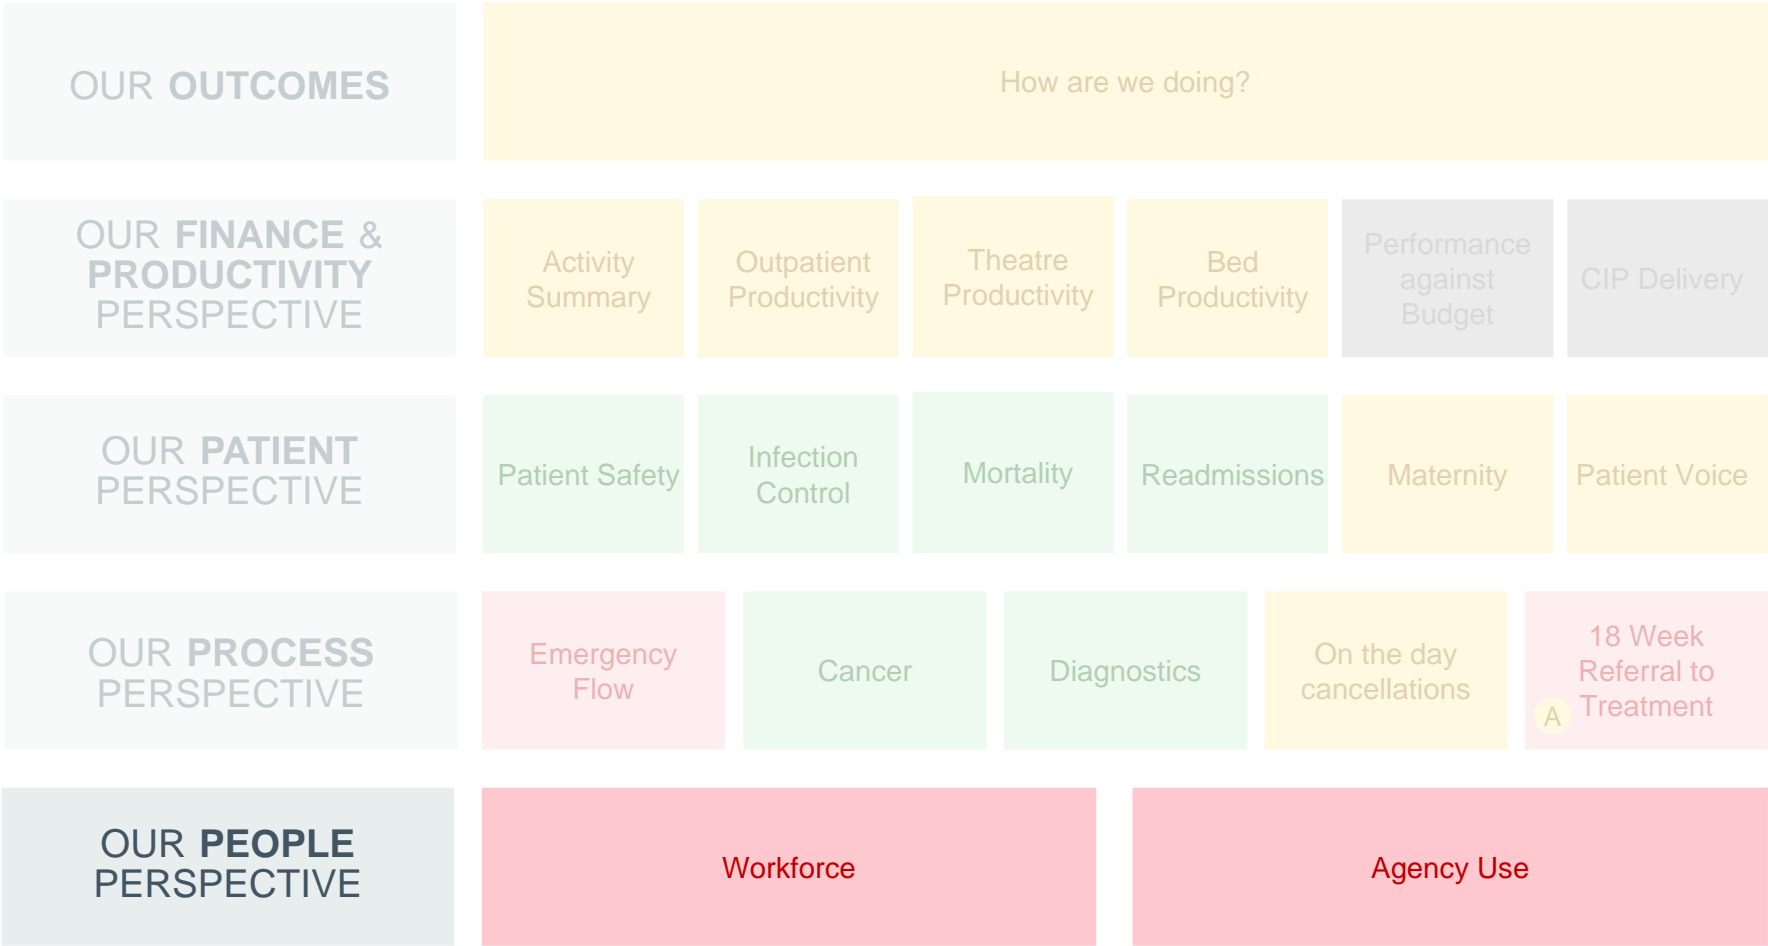 OUR OUTCOMES
How are we doing?
OUR FINANCE &
PRODUCTIVITY
PERSPECTIVE
Activity
Summary
Outpatient
Productivity
Theatre
Productivity
Bed
Productivity
Performance
against
Budget
CIP Delivery
OUR PATIENT
PERSPECTIVE
Patient Safety
Infection
Control
Mortality
Readmissions
Maternity
Patient Voice
OUR PROCESS
PERSPECTIVE
Emergency
Flow
Cancer
Diagnostics
On the day
cancellations
18 Week
Referral to
Treatment
A
OUR PEOPLE
PERSPECTIVE
Workforce
Agency Use